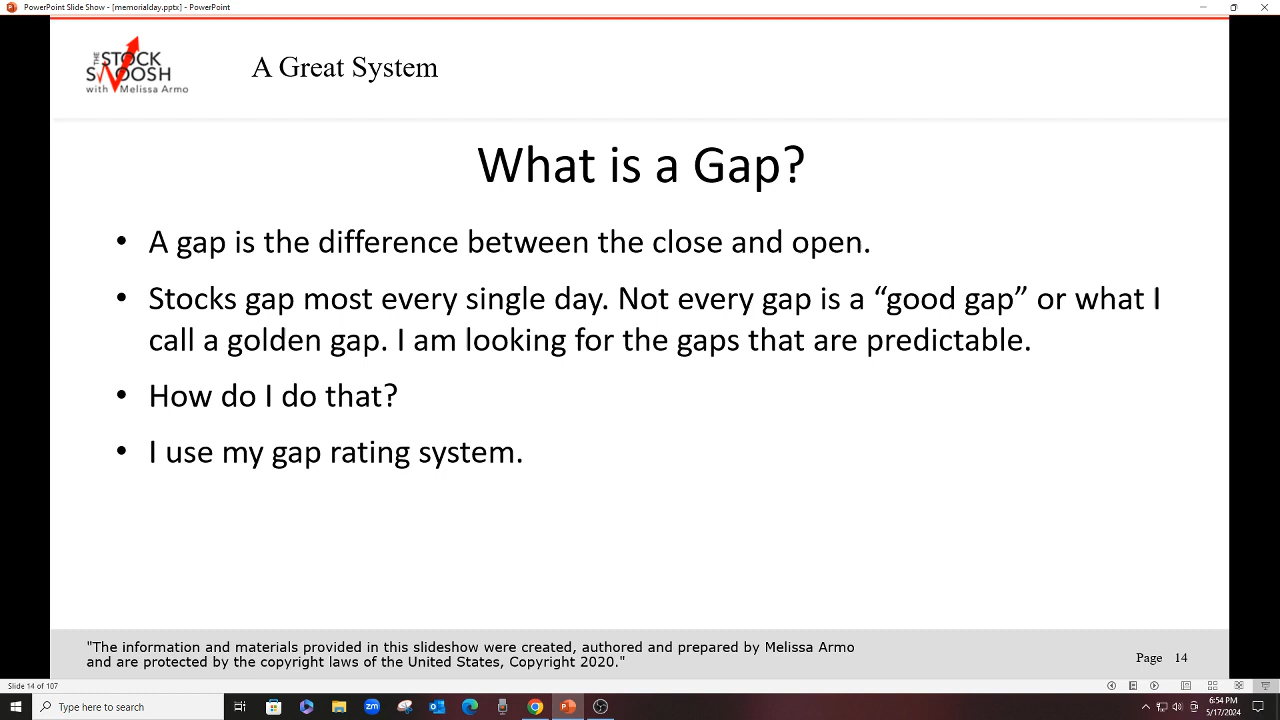 PowerPoint Slide Show - [memorialday.pptx] - PowerPoint
THE
STOCK
SWOOSH
with Melissa Armo
A Great System
What is a Gap?
• A gap is the difference between the close and open.
• Stocks gap most every single day. Not every gap is a “good gap” or what I
call a golden gap. I am looking for the gaps that are predictable.
• How do I do that?
• I use my gap rating system.
"The information and materials provided in this slideshow were created, authored and prepared by Melissa Armo
and are protected by the copyright laws of the United States, Copyright 2020."
Page 14
Slide 14 of 107
Type here to search
zm
6:54 PM
5/17/2024